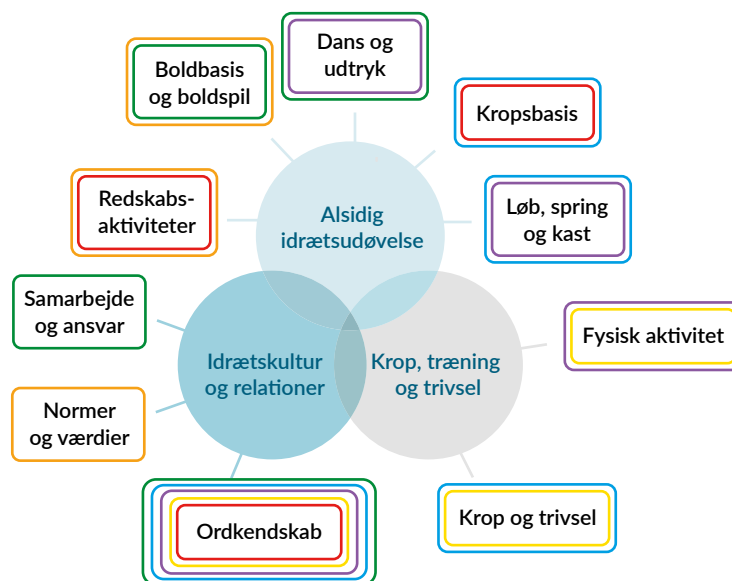 Dans og
udtryk
Boldbasis
og boldspil
Kropsbasis
Redskabs-
aktiviteter
Alsidig
idrætsudøvelse
Løb, spring
og kast
Samarbejde
og ansvar
Idrætskultur
og relationer
Krop, træning
og trivsel
Fysisk aktivitet
Normer
og værdier
Ordkendskab
Krop og trivsel